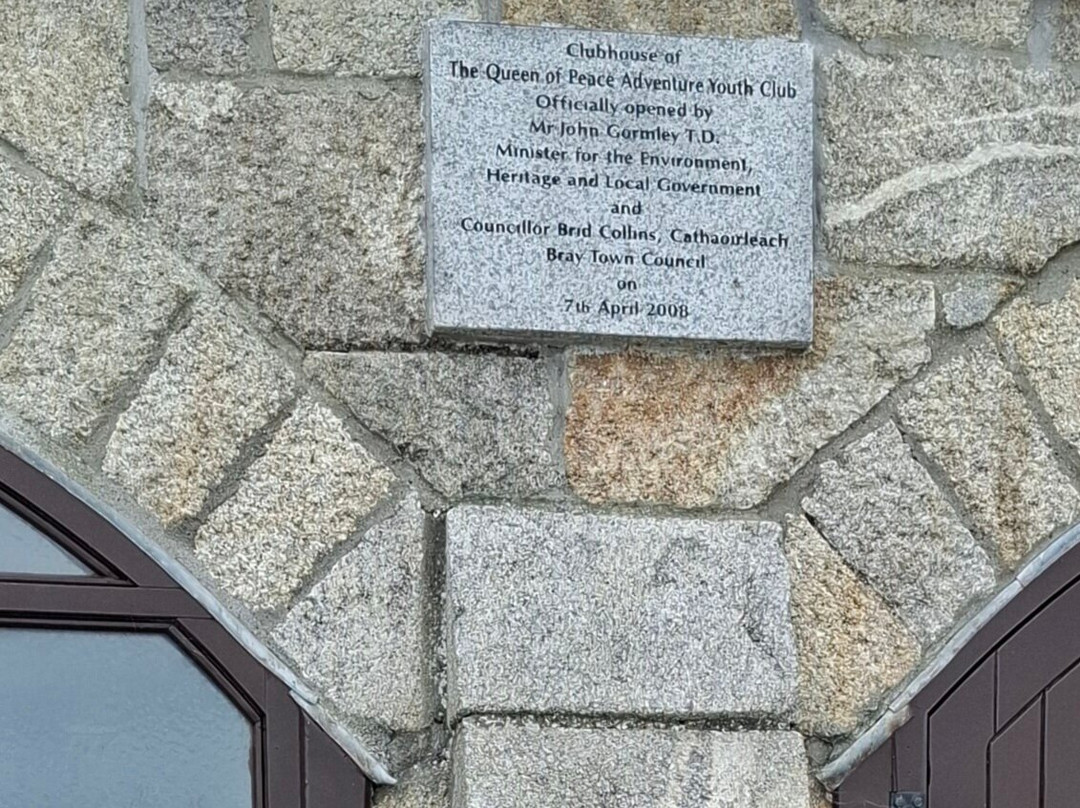 Clubhouse of
The Queen of Peace Adventure Youth Club
Officially opened by
Mr John Gormley T.D.
Minister for the Environment,
Heritage and Local Government
and
Councillor Brid Collins, Cathaoirleach
Bray Town Council
on
7th April 2008